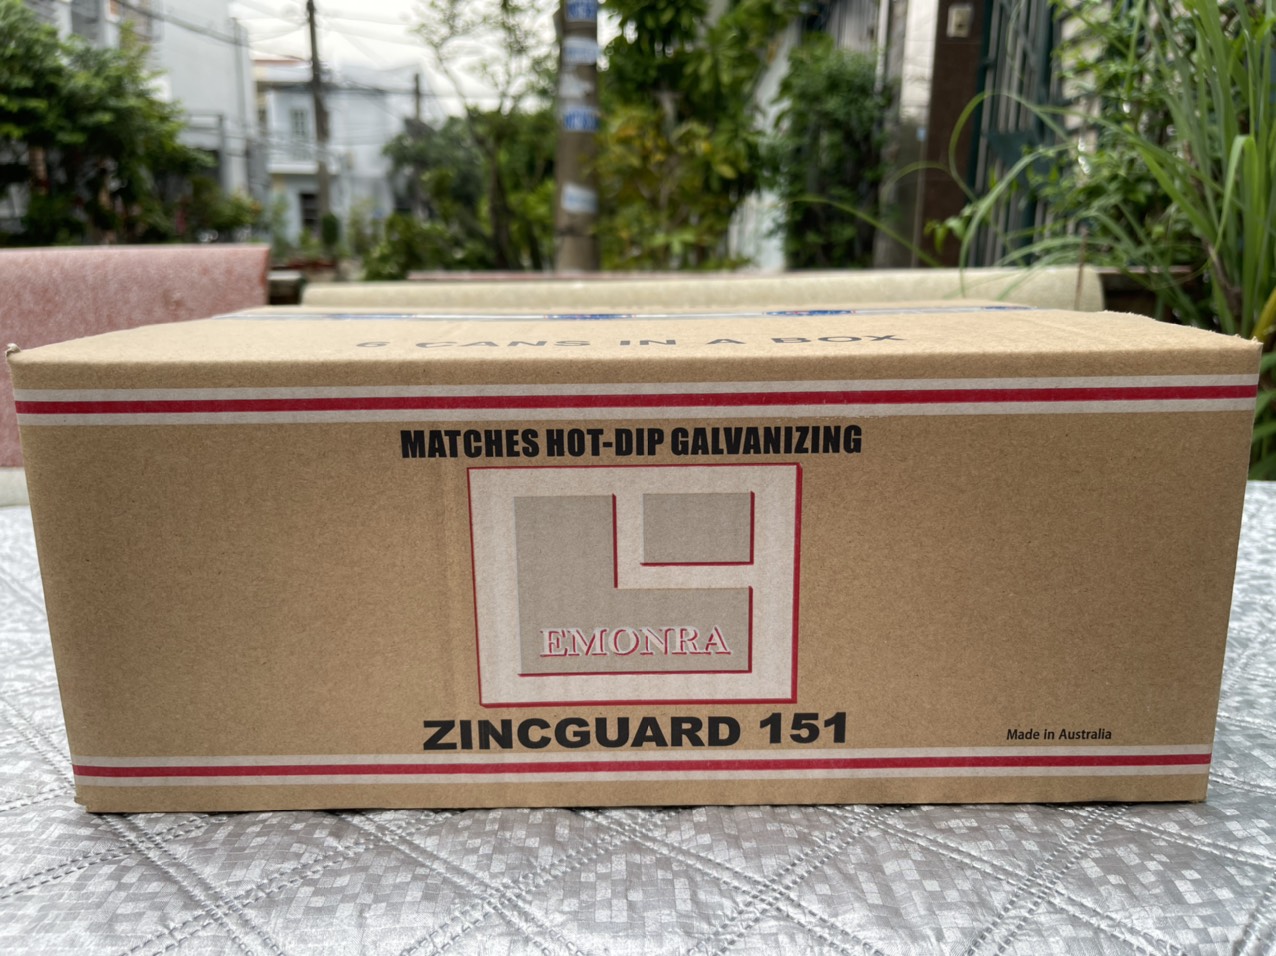 6 CANS IN A BOX
MATCHES HOT-DIP GALVANIZING
EMONRA
ZINCGUARD 151
Made in Australia